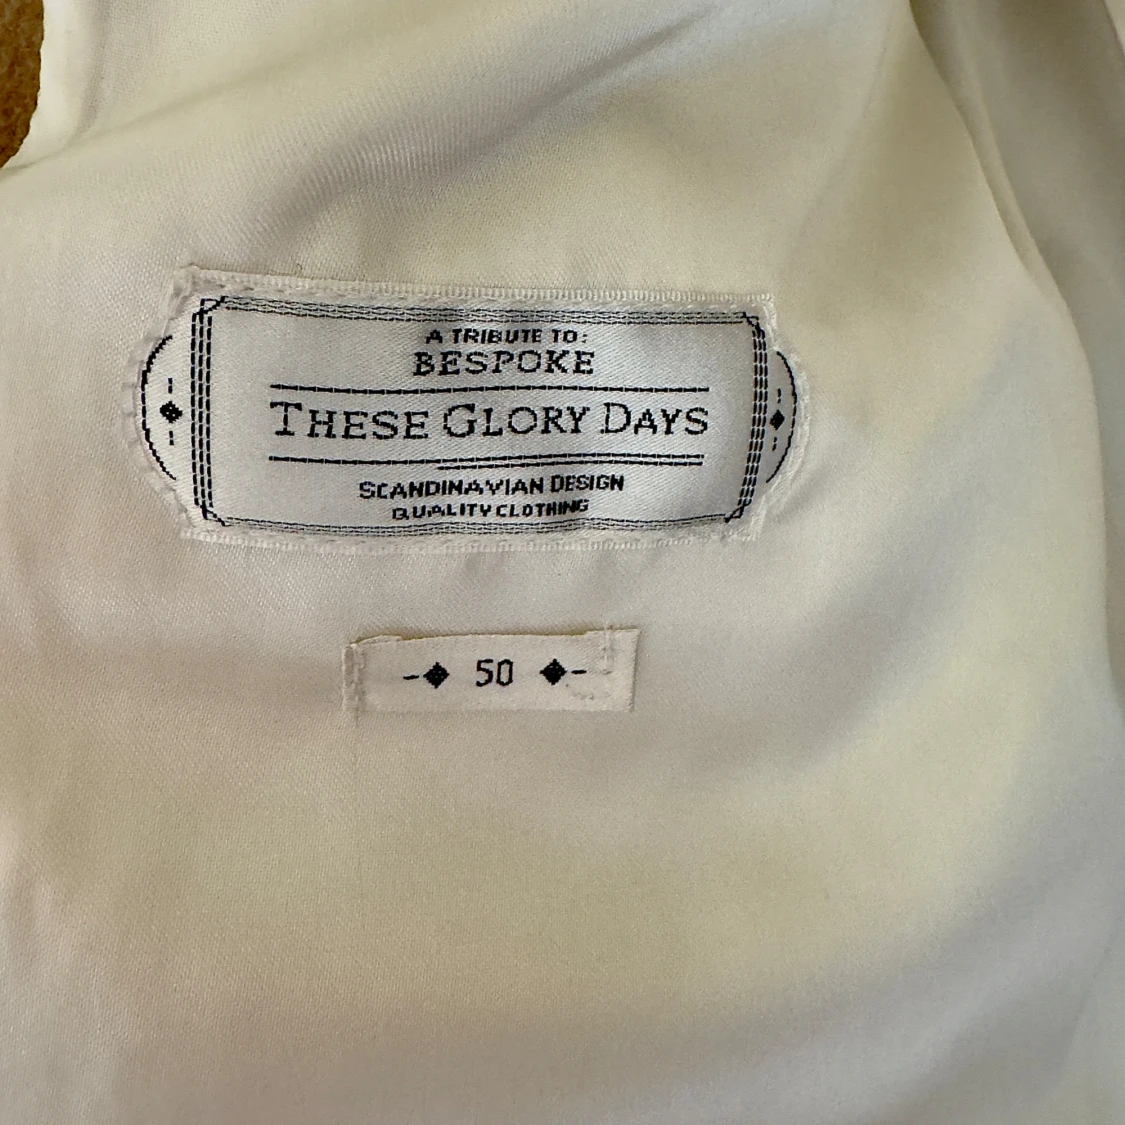 A TRIBUTE TO:
BESPOKE
THESE GLORY DAYS
SCANDINAVIAN DESIGN
QUALITY CLOTHING
50